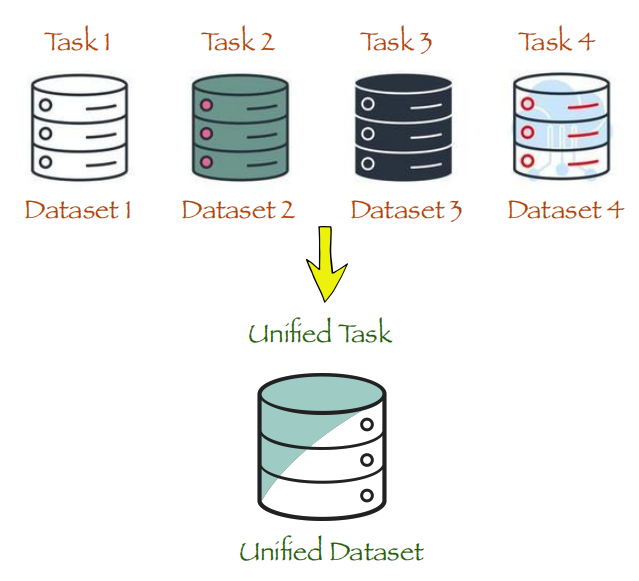 Task 1 Task 2 Task 3 Task 4
Dataset 1 Dataset 2 Dataset 3 Dataset 4
Unified Task
Unified Dataset